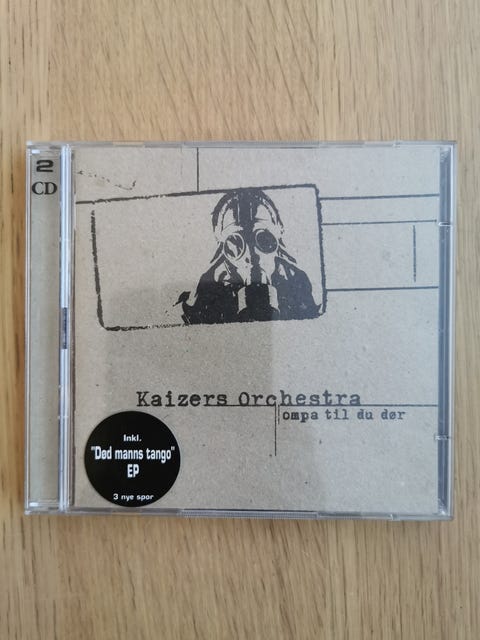 2
CD
Kaizers Orchestra
ompa til du dør
Inkl.
"Død manns tango"
EP
3 nye spor